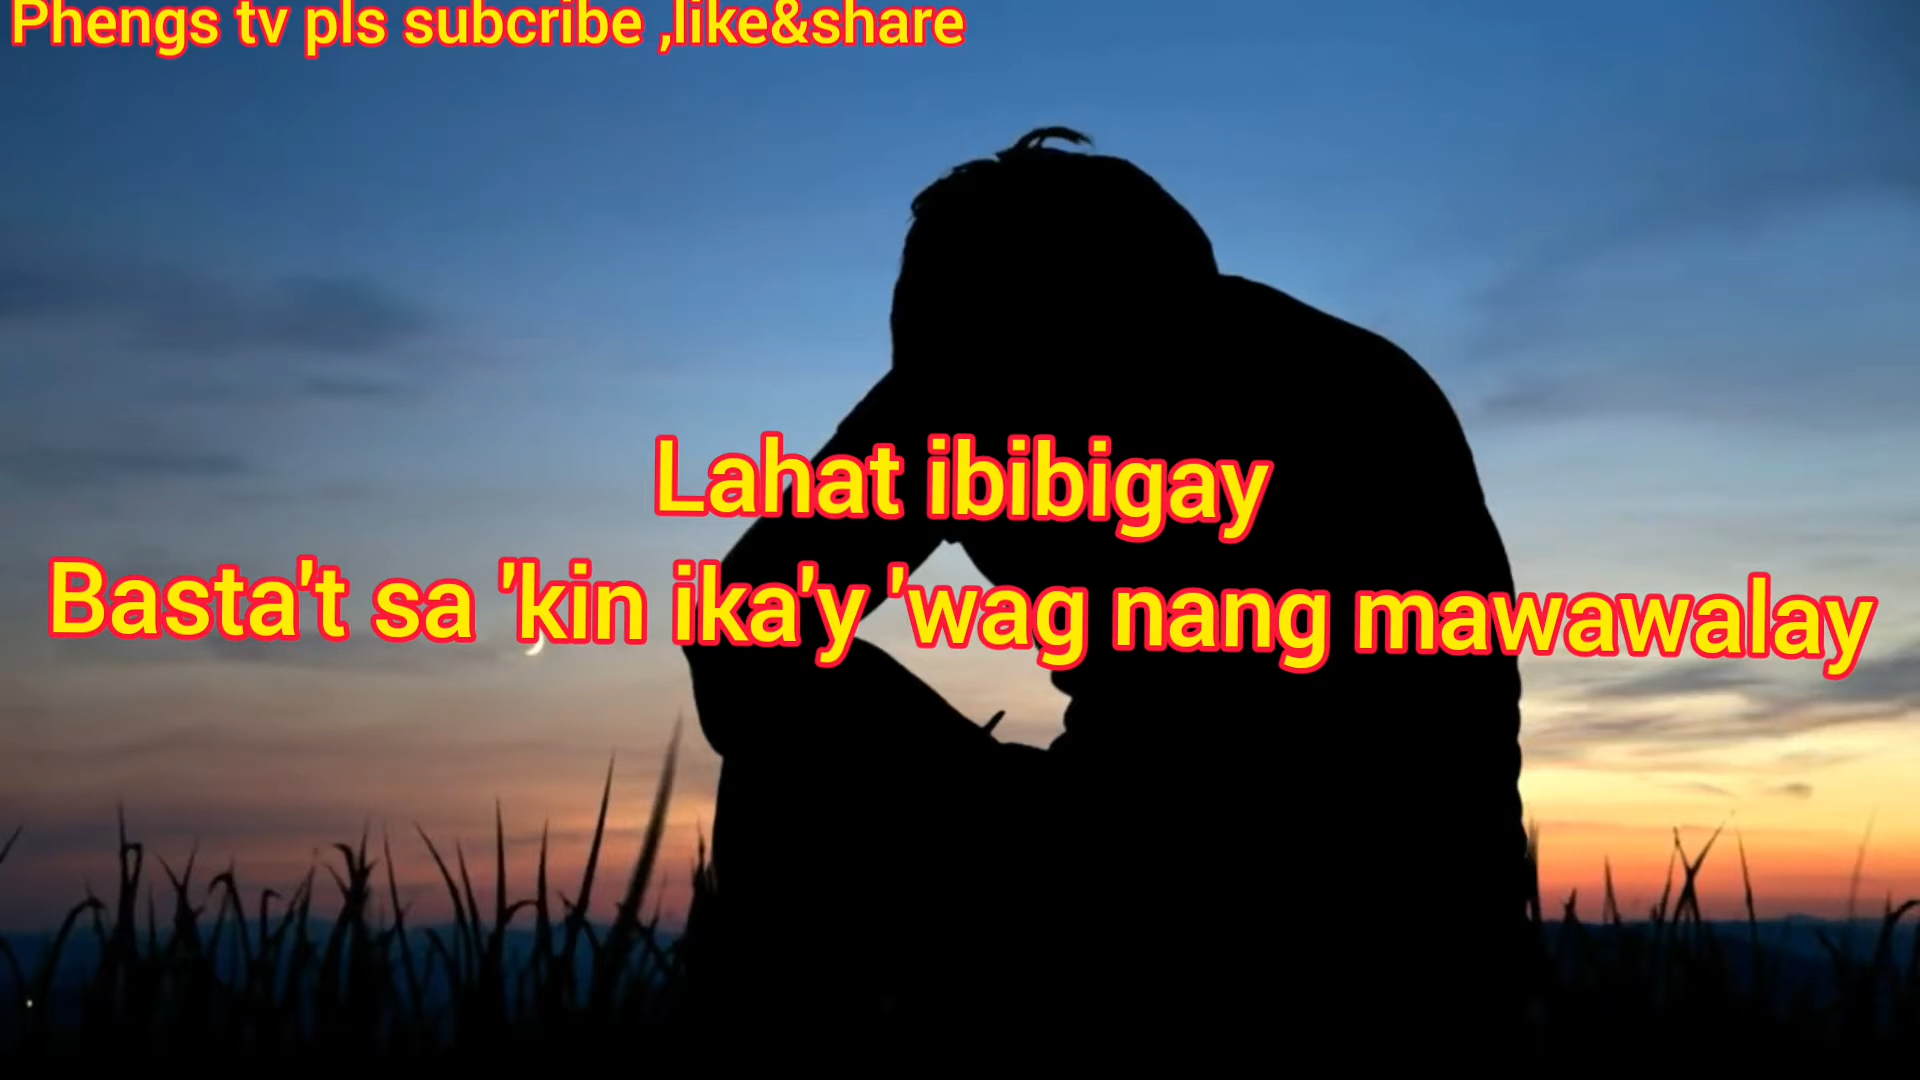 Phengs tv pls subcribe ,like&share
Lahat ibibigay
Basta't sa 'kin ika'y 'wag nang mawawalay